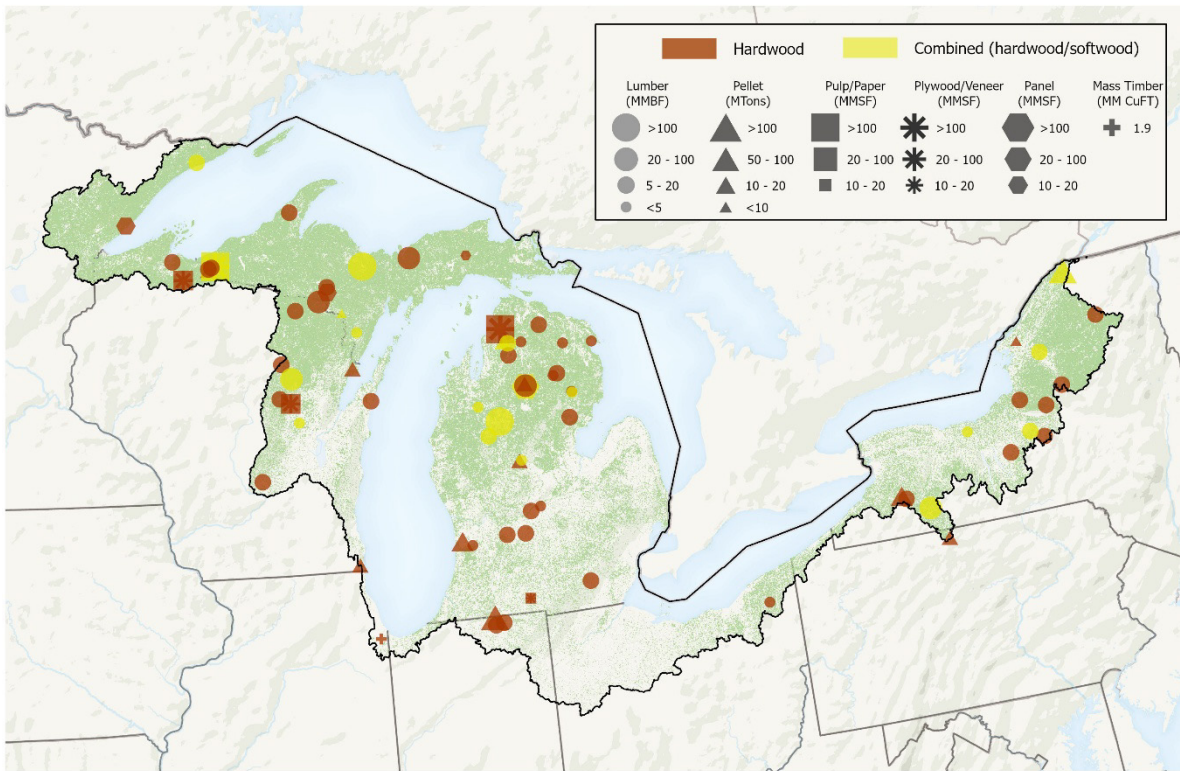 Hardwood
Combined (hardwood/softwood)
Lumber
(MMBF)
Pellet
(MTons)
Pulp/Paper
(MMSF)
Plywood/Veneer
(MMSF)
Panel
(MMSF)
Mass Timber
(MM CuFT)
>100 >100 >100 >100 >100 1.9
20 - 100 50 - 100 20 - 100 20 - 100 20 - 100
5 - 20 10 - 20 10 - 20 10 - 20 10 - 20
<5 <10